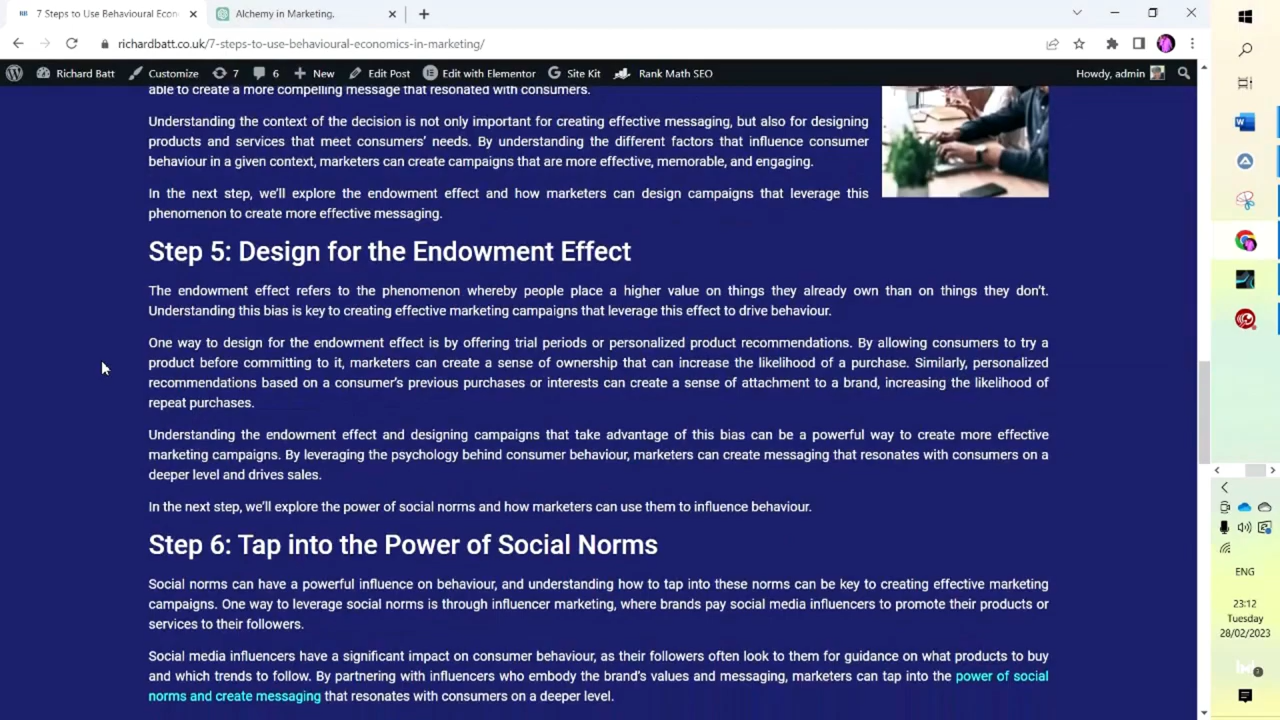 7 Steps to Use Behavioural Econ
Alchemy in Marketing.
richardbatt.co.uk/7-steps-to-use-behavioural-economics-in-marketing/
Richard Batt Customize 7 6 New Edit Post Edit with Elementor Site Kit Rank Math SEO Howdy, admin
able to create a more compelling message that resonated with consumers.
Understanding the context of the decision is not only important for creating effective messaging, but also for designing
products and services that meet consumers' needs. By understanding the different factors that influence consumer
behaviour in a given context, marketers can create campaigns that are more effective, memorable, and engaging.
In the next step, we'll explore the endowment effect and how marketers can design campaigns that leverage this
phenomenon to create more effective messaging.
Step 5: Design for the Endowment Effect
The endowment effect refers to the phenomenon whereby people place a higher value on things they already own than on things they don't.
Understanding this bias is key to creating effective marketing campaigns that leverage this effect to drive behaviour.
One way to design for the endowment effect is by offering trial periods or personalized product recommendations. By allowing consumers to try a
product before committing to it, marketers can create a sense of ownership that can increase the likelihood of a purchase. Similarly, personalized
recommendations based on a consumer's previous purchases or interests can create a sense of attachment to a brand, increasing the likelihood of
repeat purchases.
Understanding the endowment effect and designing campaigns that take advantage of this bias can be a powerful way to create more effective
marketing campaigns. By leveraging the psychology behind consumer behaviour, marketers can create messaging that resonates with consumers on a
deeper level and drives sales.
In the next step, we'll explore the power of social norms and how marketers can use them to influence behaviour.
Step 6: Tap into the Power of Social Norms
Social norms can have a powerful influence on behaviour, and understanding how to tap into these norms can be key to creating effective marketing
campaigns. One way to leverage social norms is through influencer marketing, where brands pay social media influencers to promote their products or
services to their followers.
Social media influencers have a significant impact on consumer behaviour, as their followers often look to them for guidance on what products to buy
and which trends to follow. By partnering with influencers who embody the brand's values and messaging, marketers can tap into the power of social
norms and create messaging that resonates with consumers on a deeper level.
ENG
23:12
Tuesday
28/02/2023